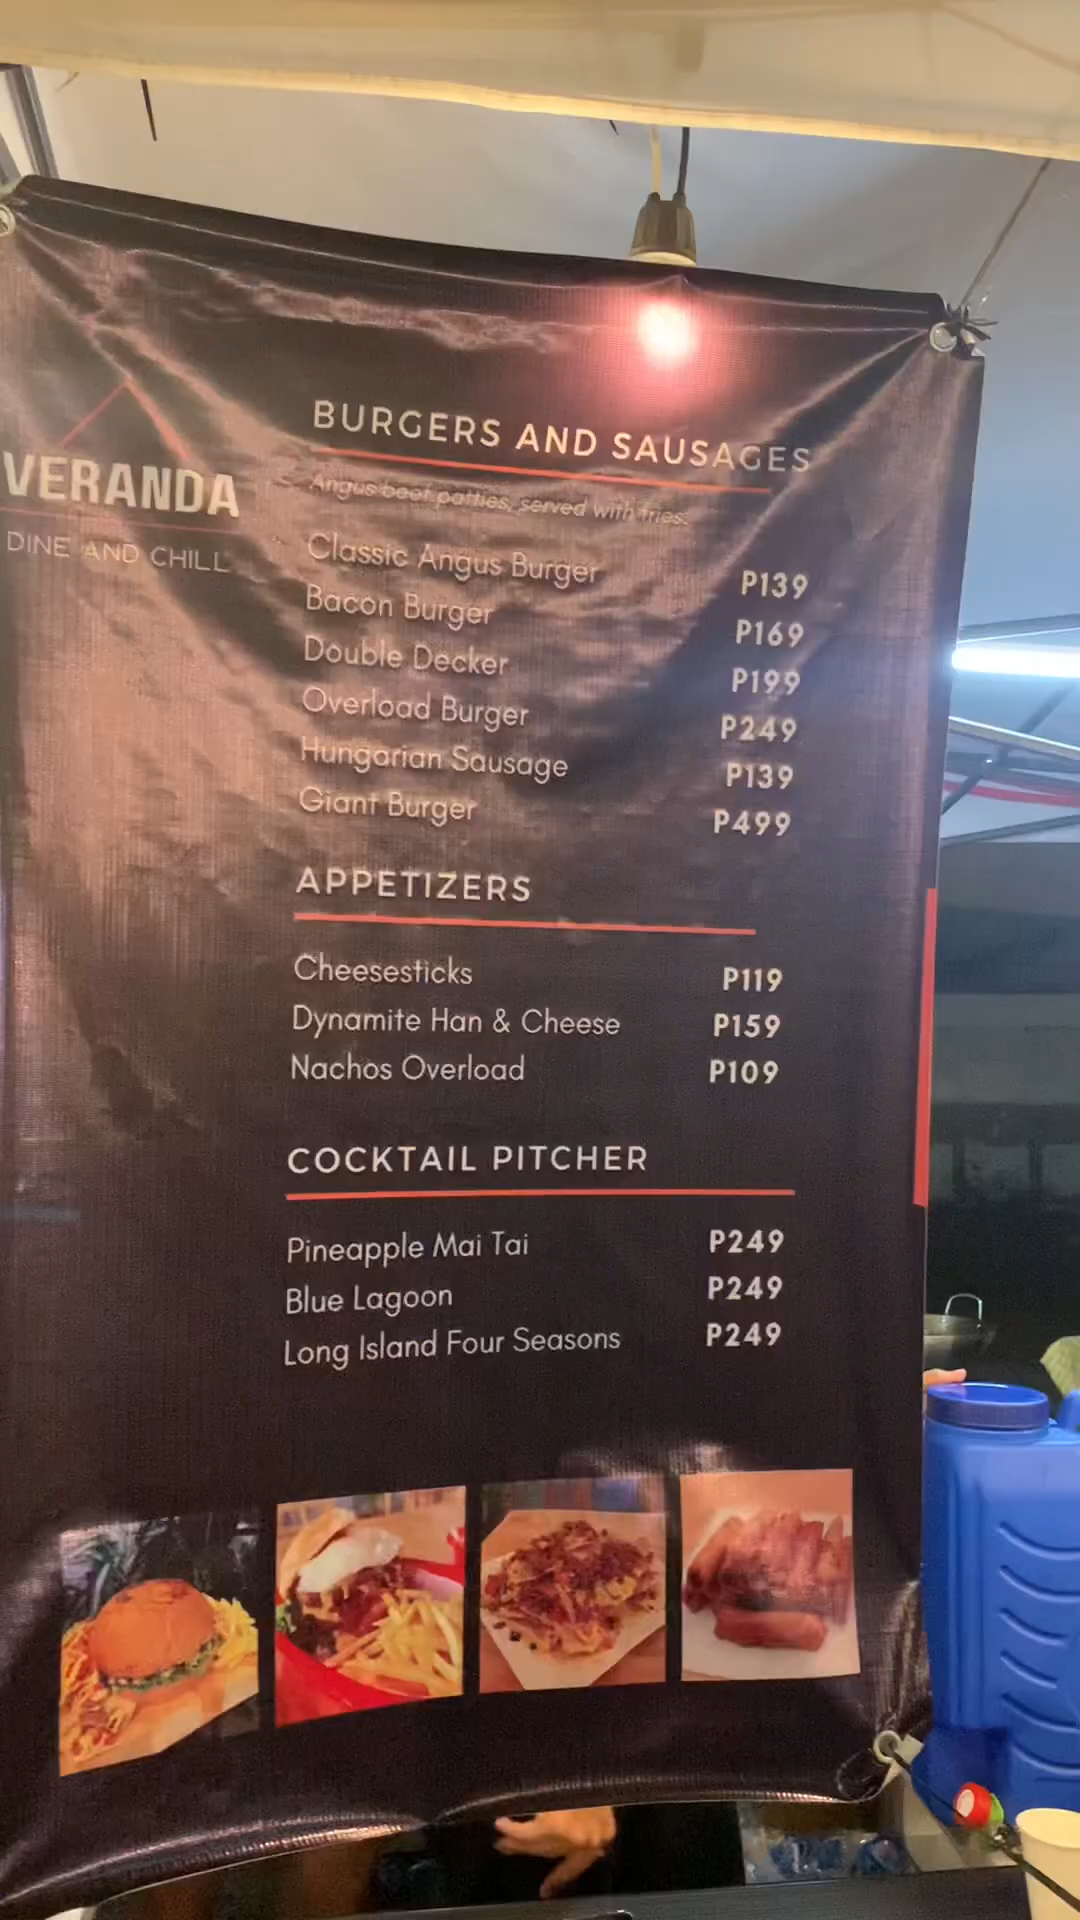 VERANDA
DINE AND CHILL
BURGERS AND SAUSAGES
Angus beef patties, served with fries.
Classic Angus Burger P139
Bacon Burger P169
Double Decker P199
Overload Burger P249
Hungarian Sausage P139
Giant Burger P499
APPETIZERS
Cheesesticks P119
Dynamite Han & Cheese P159
Nachos Overload P109
COCKTAIL PITCHER
Pineapple Mai Tai P249
Blue Lagoon P249
Long Island Four Seasons P249